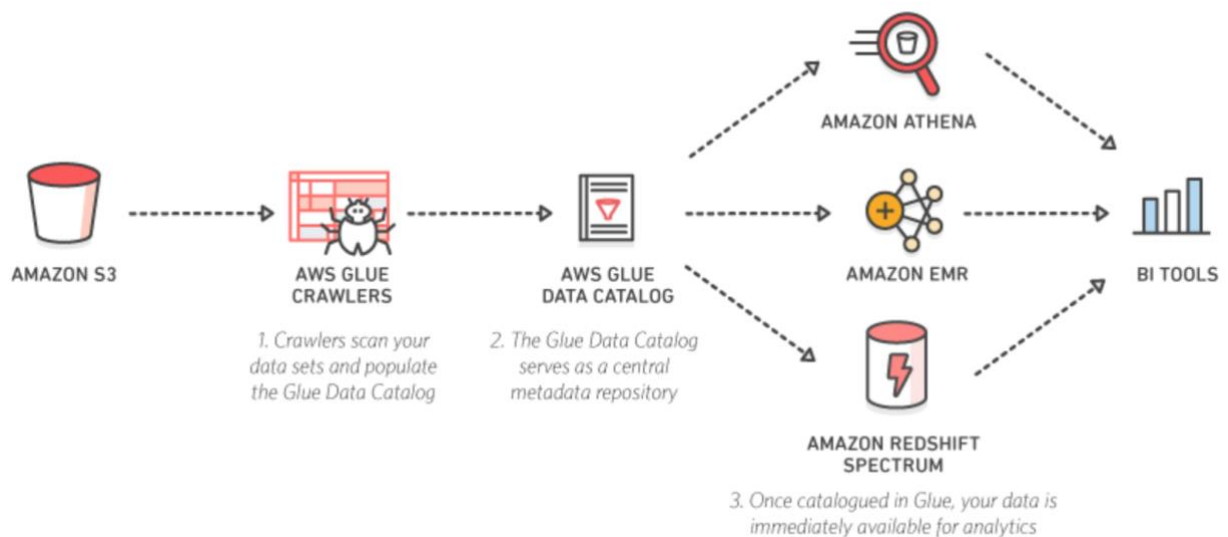 AMAZON ATHENA
AMAZON S3
AWS GLUE
CRAWLERS
1. Crawlers scan your
data sets and populate
the Glue Data Catalog
AWS GLUE
DATA CATALOG
2. The Glue Data Catalog
serves as a central
metadata repository
AMAZON EMR
AMAZON REDSHIFT
SPECTRUM
3. Once catalogued in Glue, your data is
immediately available for analytics
BI TOOLS